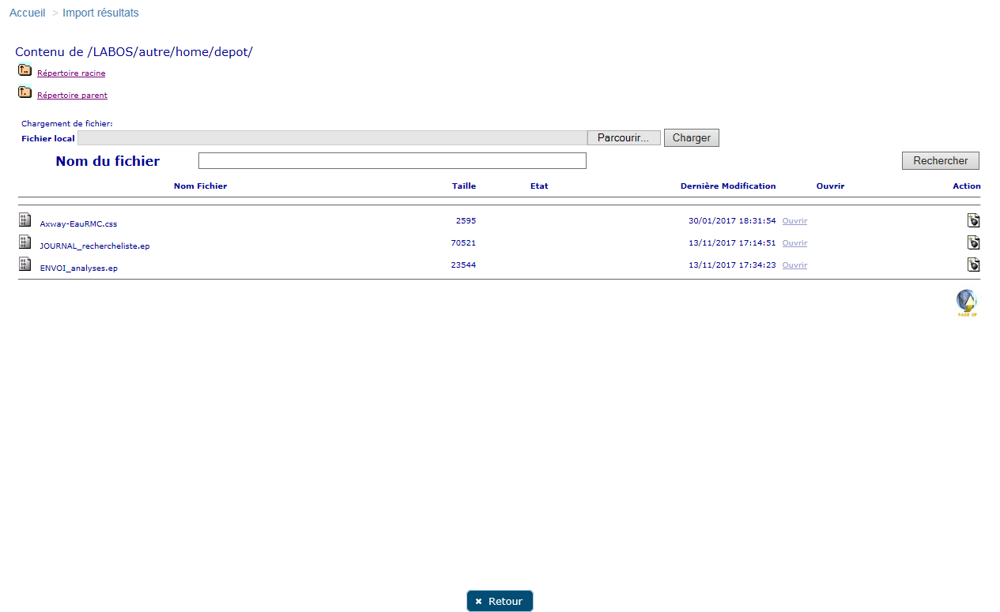 Accueil > Import résultats
Contenu de /LABOS/autre/home/depot/
Répertoire racine
Répertoire parent
Chargement de fichier:
Fichier local Parcourir... Charger
Nom du fichier Rechercher
Nom Fichier Taille Etat Dernière Modification Ouvrir Action
Axway-EauRMC.css 2595 30/01/2017 18:31:54 Ouvrir
JOURNAL_rechercheliste.ep 70521 13/11/2017 17:14:51 Ouvrir
ENVOI_analyses.ep 23544 13/11/2017 17:34:23 Ouvrir
PAGE UP
Retour